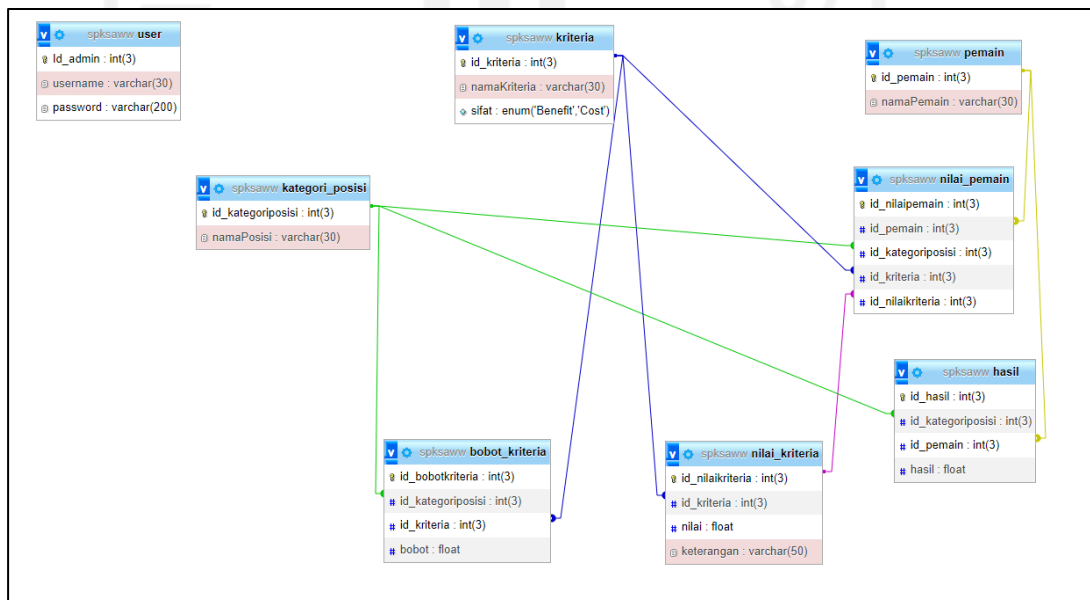 spksaww user
Id_admin : int(3)
username : varchar(30)
password : varchar(200)
spksaww kriteria
id_kriteria : int(3)
namaKriteria : varchar(30)
sifat : enum('Benefit','Cost')
spksaww pemain
id_pemain : int(3)
namaPemain : varchar(30)
spksaww kategori_posisi
id_kategoriposisi : int(3)
namaPosisi : varchar(30)
spksaww nilai_pemain
id_nilaipemain : int(3)
id_pemain : int(3)
id_kategoriposisi : int(3)
id_kriteria : int(3)
id_nilaikriteria : int(3)
spksaww hasil
id_hasil : int(3)
id_kategoriposisi : int(3)
id_pemain : int(3)
hasil : float
spksaww bobot_kriteria
id_bobotkriteria : int(3)
id_kategoriposisi : int(3)
id_kriteria : int(3)
bobot : float
spksaww nilai_kriteria
id_nilaikriteria : int(3)
id_kriteria : int(3)
nilai : float
keterangan : varchar(50)